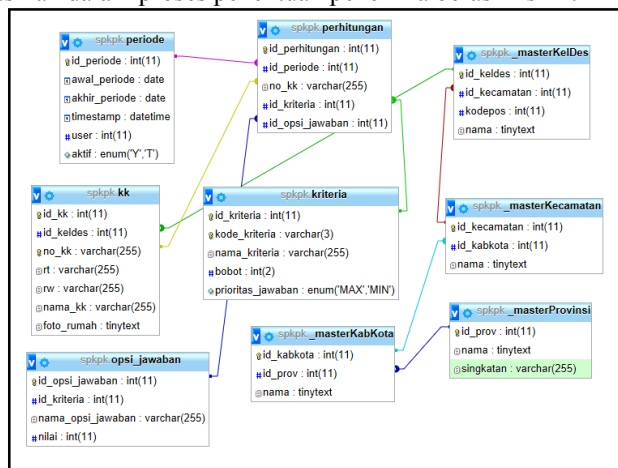 spkpk.periode
id_periode : int(11)
awal_periode : date
akhir_periode : date
timestamp : datetime
user : int(11)
aktif : enum('Y','T')
spkpk.perhitungan
id_perhitungan : int(11)
id_periode : int(11)
no_kk : varchar(255)
id_kriteria : int(11)
id_opsi_jawaban : int(11)
spkpk._masterKelDes
id_keldes : int(11)
id_kecamatan : int(11)
kodepos : int(11)
nama : tinytext
spkpk.kk
id_kk : int(11)
id_keldes : int(11)
no_kk : varchar(255)
rt : varchar(255)
rw : varchar(255)
nama_kk : varchar(255)
foto_rumah : tinytext
spkpk.kriteria
id_kriteria : int(11)
kode_kriteria : varchar(3)
nama_kriteria : varchar(255)
bobot : int(2)
prioritas_jawaban : enum('MAX','MIN')
spkpk._masterKecamatan
id_kecamatan : int(11)
id_kabkota : int(11)
nama : tinytext
spkpk.opsi_jawaban
id_opsi_jawaban : int(11)
id_kriteria : int(11)
nama_opsi_jawaban : varchar(255)
nilai : int(11)
spkpk._masterKabKota
id_kabkota : int(11)
id_prov : int(11)
nama : tinytext
spkpk._masterProvinsi
id_prov : int(11)
nama : tinytext
singkatan : varchar(255)